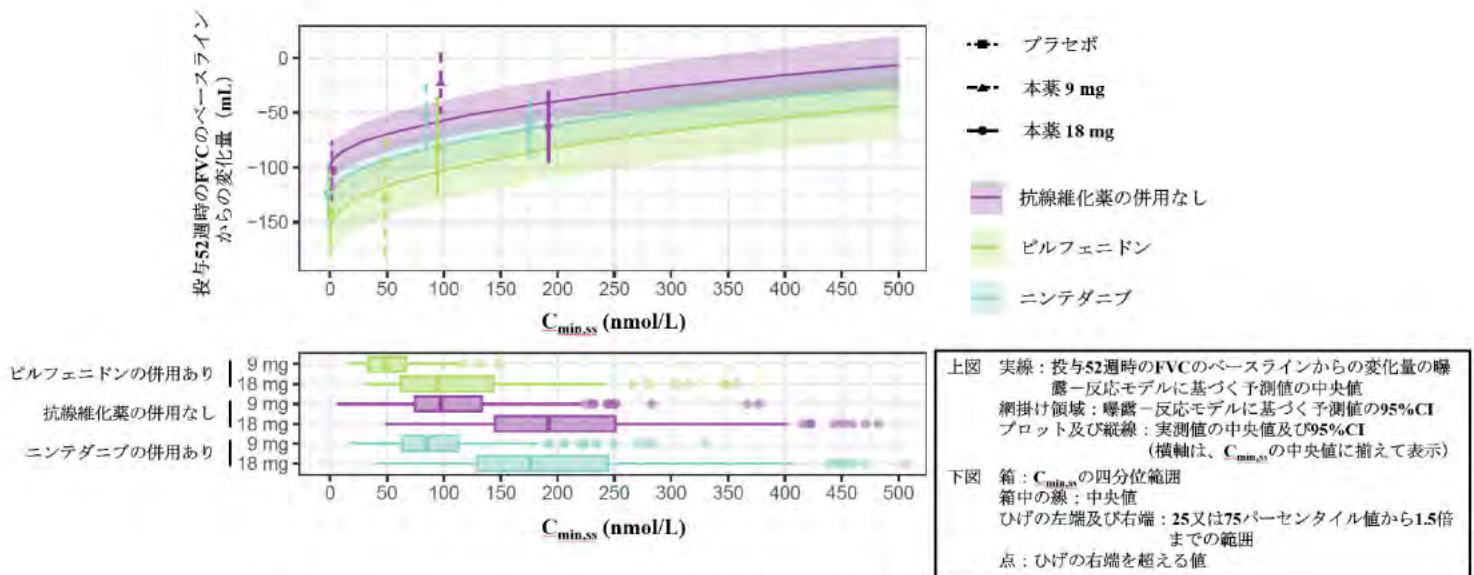 投与52週時のFVCのベースライン
からの変化量 (mL)
0
−50
−100
−150
0 50 100 150 200 250 300 350 400 450 500
Cmin,ss (nmol/L)
プラセボ
本薬 9 mg
本薬 18 mg
抗線維化薬の併用なし
ピルフェニドン
ニンテダニブ
ピルフェニドンの併用あり
9 mg
18 mg
抗線維化薬の併用なし
9 mg
18 mg
ニンテダニブの併用あり
9 mg
18 mg
0 50 100 150 200 250 300 350 400 450 500
Cmin,ss (nmol/L)
上図 実線：投与52週時のFVCのベースラインからの変化量の曝
露－反応モデルに基づく予測値の中央値
網掛け領域：曝露－反応モデルに基づく予測値の95%CI
プロット及び縦線：実測値の中央値及び95%CI
（横軸は、Cmin,ssの中央値に揃えて表示）
下図 箱：Cmin,ssの四分位範囲
箱中の線：中央値
ひげの左端及び右端：25又は75パーセンタイル値から1.5倍
までの範囲
点：ひげの右端を超える値